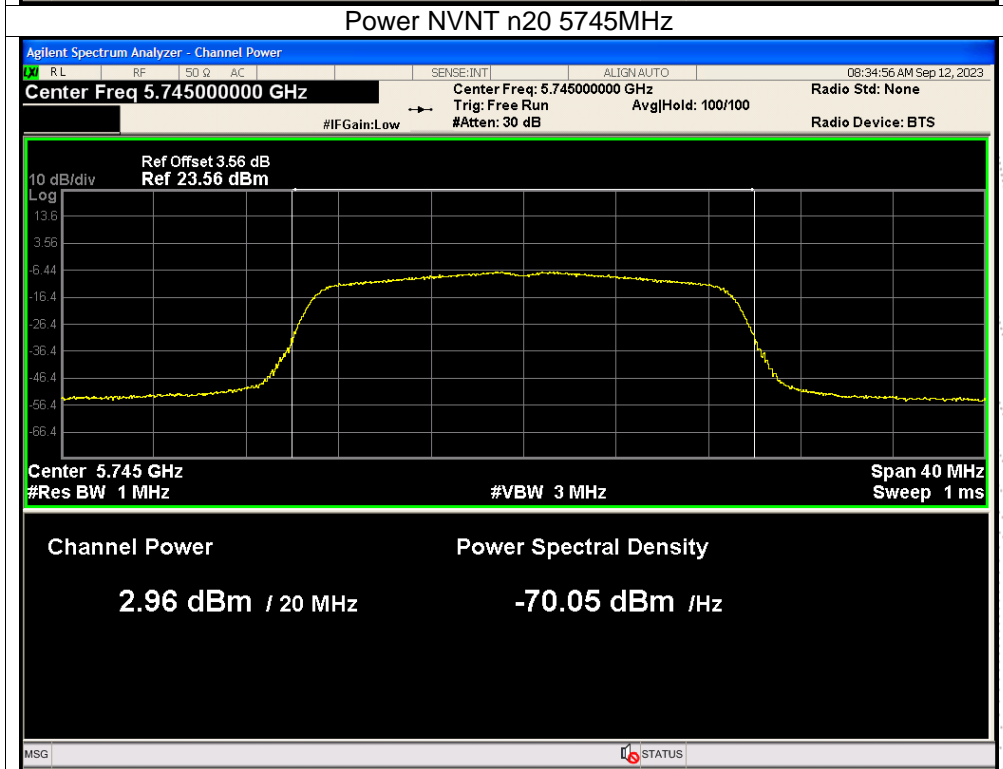 Power NVNT n20 5745MHz
Agilent Spectrum Analyzer - Channel Power
LXI RL RF 50 Ω AC SENSE:INT ALIGN AUTO 08:34:56 AM Sep 12, 2023
Center Freq 5.745000000 GHz Center Freq: 5.745000000 GHz Radio Std: None
Trig: Free Run Avg|Hold: 100/100
#IFGain:Low #Atten: 30 dB Radio Device: BTS
Ref Offset 3.56 dB
10 dB/div Ref 23.56 dBm
Log
13.6
3.56
-6.44
-16.4
-26.4
-36.4
-46.4
-56.4
-66.4
Center 5.745 GHz Span 40 MHz
#Res BW 1 MHz #VBW 3 MHz Sweep 1 ms
Channel Power Power Spectral Density
2.96 dBm / 20 MHz -70.05 dBm /Hz
MSG STATUS